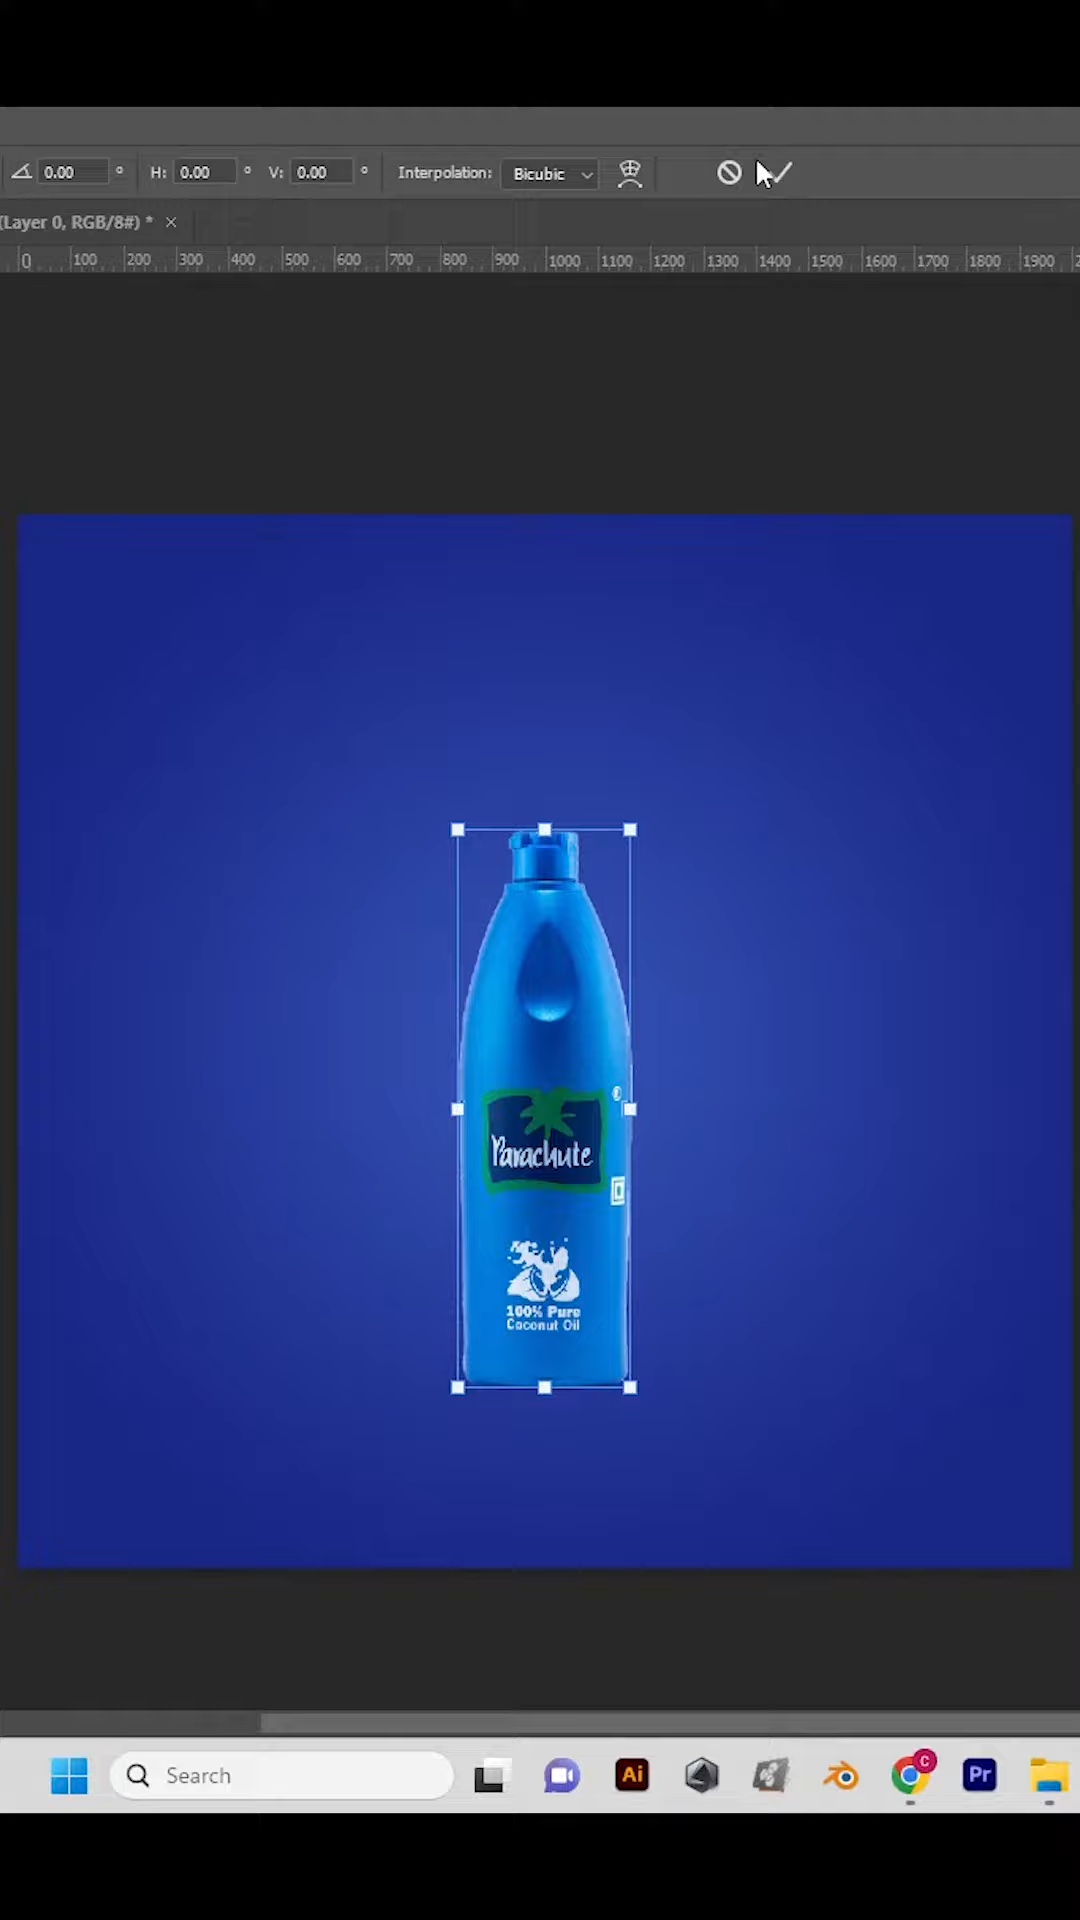 0.00 ° H: 0.00 ° V: 0.00 ° Interpolation: Bicubic
(Layer 0, RGB/8#) * ×
0 100 200 300 400 500 600 700 800 900 1000 1100 1200 1300 1400 1500 1600 1700 1800 1900 2
®
Parachute
100% Pure
Coconut Oil
Search
Ai
C
Pr